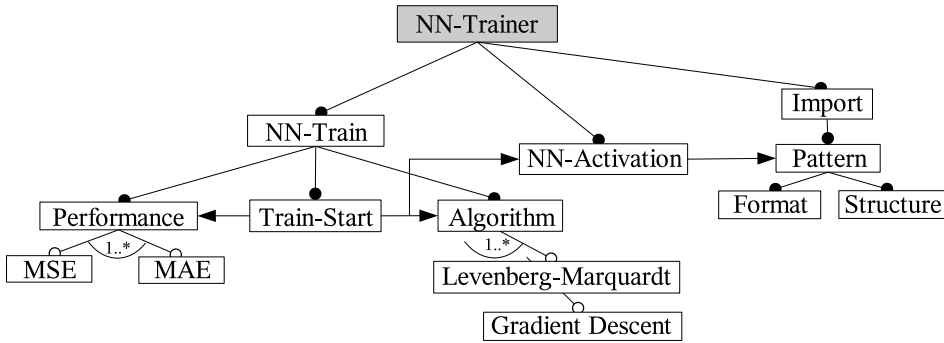 NN-Trainer
Import
NN-Train
NN-Activation
Pattern
Performance
Train-Start
Algorithm
Format
Structure
1..*
1..*
MSE
MAE
Levenberg-Marquardt
Gradient Descent